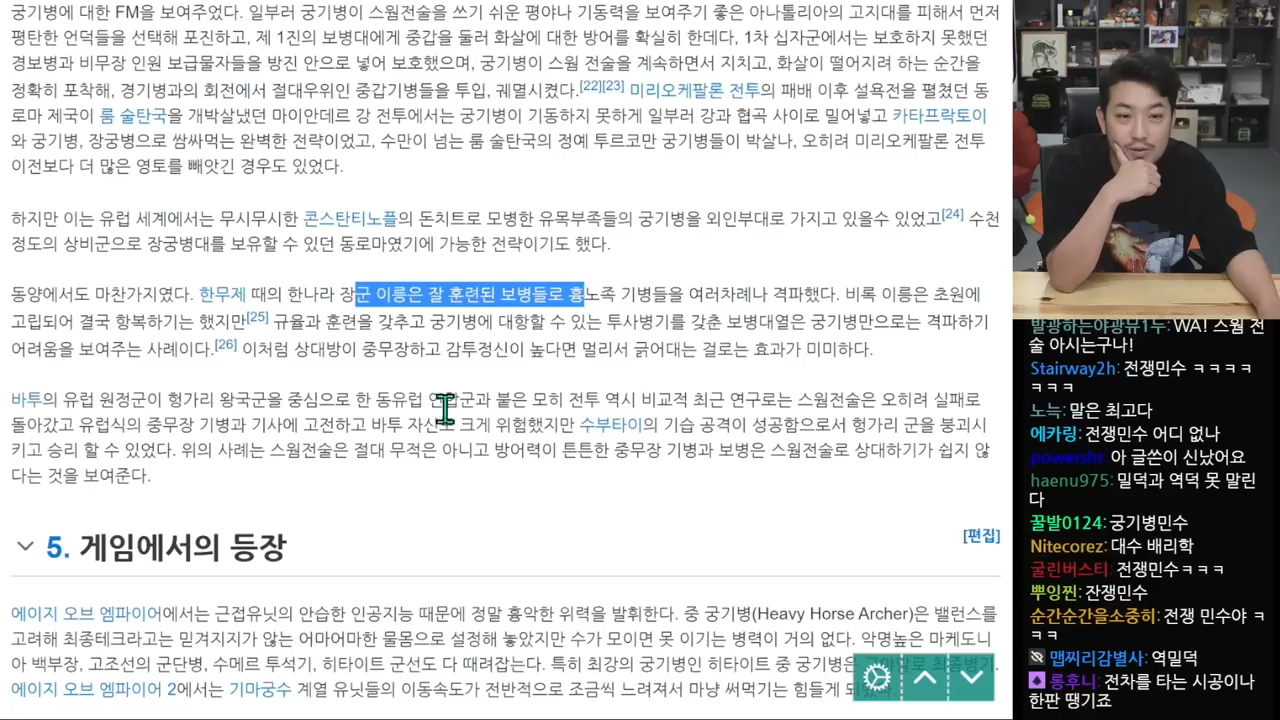 궁기병에 대한 FM을 보여주었다. 일부러 궁기병이 스웜전술을 쓰기 쉬운 평야나 기동력을 보여주기 좋은 아나톨리아의 고지대를 피해서 먼저
평탄한 언덕들을 선택해 포진하고, 제 1진의 보병대에게 중갑을 둘러 화살에 대한 방어를 확실히 한데다, 1차 십자군에서는 보호하지 못했던
경보병과 비무장 인원 보급물자들을 방진 안으로 넣어 보호했으며, 궁기병이 스웜 전술을 계속하면서 지치고, 화살이 떨어지려 하는 순간을
정확히 포착해, 경기병과의 회전에서 절대우위인 중갑기병들을 투입, 궤멸시켰다.[22][23] 미리오케팔론 전투의 패배 이후 설욕전을 펼쳤던 동
로마 제국이 룸 술탄국을 개박살냈던 마이안데르 강 전투에서는 궁기병이 기동하지 못하게 일부러 강과 협곡 사이로 밀어넣고 카타프락토이
와 궁기병, 장궁병으로 쌈싸먹는 완벽한 전략이었고, 수만이 넘는 룸 술탄국의 정예 투르코만 궁기병들이 박살나, 오히려 미리오케팔론 전투
이전보다 더 많은 영토를 빼앗긴 경우도 있었다.
하지만 이는 유럽 세계에서는 무시무시한 콘스탄티노플의 돈치트로 모병한 유목부족들의 궁기병을 외인부대로 가지고 있을수 있었고[24] 수천
정도의 상비군으로 장궁병대를 보유할 수 있던 동로마였기에 가능한 전략이기도 했다.
동양에서도 마찬가지였다. 한무제 때의 한나라 장군 이릉은 잘 훈련된 보병들로 흉노족 기병들을 여러차례나 격파했다. 비록 이릉은 초원에
고립되어 결국 항복하기는 했지만[25] 규율과 훈련을 갖추고 궁기병에 대항할 수 있는 투사병기를 갖춘 보병대열은 궁기병만으로는 격파하기
어려움을 보여주는 사례이다.[26] 이처럼 상대방이 중무장하고 감투정신이 높다면 멀리서 긁어대는 걸로는 효과가 미미하다.
바투의 유럽 원정군이 헝가리 왕국군을 중심으로 한 동유럽 붙은 모히 전투 역시 비교적 최근 연구로는 스웜전술은 오히려 실패로
돌아갔고 유럽식의 중무장 기병과 기사에 고전하고 바투 자신도 크게 위험했지만 수부타이의 기습 공격이 성공함으로서 헝가리 군을 붕괴시
키고 승리 할 수 있었다. 위의 사례는 스웜전술은 절대 무적은 아니고 방어력이 튼튼한 중무장 기병과 보병은 스웜전술로 상대하기가 쉽지 않
다는 것을 보여준다.
5. 게임에서의 등장
[편집]
에이지 오브 엠파이어에서는 근접유닛의 안습한 인공지능 때문에 정말 흉악한 위력을 발휘한다. 중 궁기병(Heavy Horse Archer)은 밸런스를
고려해 최종테크라고는 믿겨지지가 않는 어마어마한 물몸으로 설정해 놓았지만 수가 모이면 못 이기는 병력이 거의 없다. 악명높은 마케도니
아 백부장, 고조선의 군단병, 수메르 투석기, 히타이트 군선도 다 때려잡는다. 특히 최강의 궁기병인 히타이트 중 궁기병은
에이지 오브 엠파이어 2에서는 기마궁수 계열 유닛들의 이동속도가 전반적으로 조금씩 느려져서 마냥 써먹기는 힘들게
발광하는야광뮤1두: WA! 스웜 전
술 아시는구나!
Stairway2h: 전쟁민수 ㅋㅋㅋㅋ
ㅋㅋㅋ
노늑: 말은 최고다
에카링: 전쟁민수 어디 없나
powershr: 아 글쓴이 신났어요
haenu975: 밀덕과 역덕 못 말린
다
꿀발0124: 궁기병민수
Nitecorez: 대수 배리학
굴린버스티: 전쟁민수ㅋㅋㅋ
뿌잉찐: 잔쟁민수
순간순간을소중히: 전쟁 민수야 ㅋ
ㅋㅋ
맵찌리감별사: 역밀덕
롱후니: 전차를 타는 시공이나
한판 땡기죠